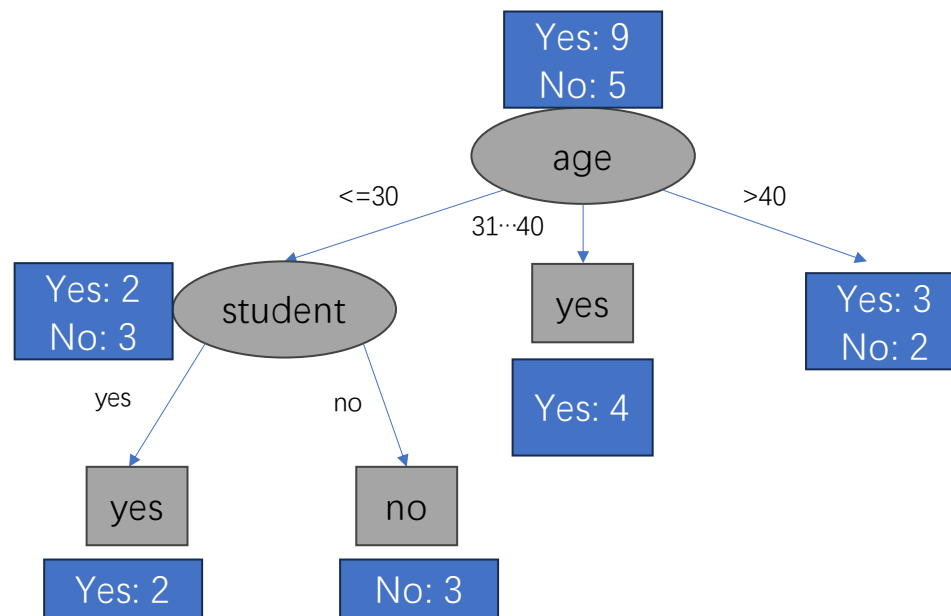 Yes: 9
No: 5
age
<=30
31···40
>40
Yes: 2
No: 3
student
yes
Yes: 3
No: 2
yes
no
Yes: 4
yes
no
Yes: 2
No: 3